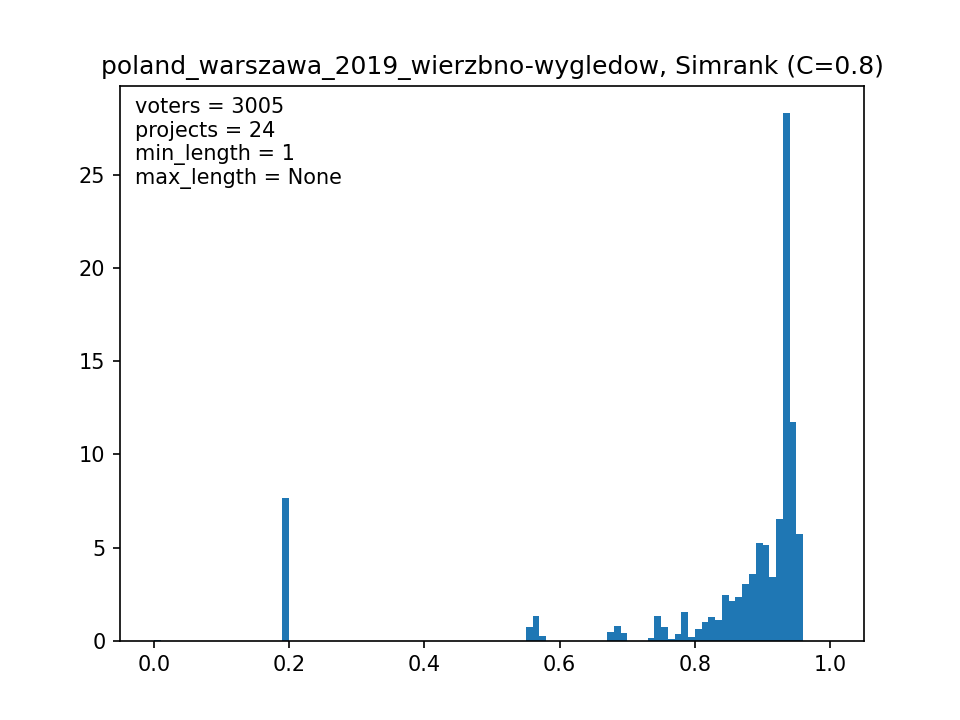 poland_warszawa_2019_wierzbno-wygledow, Simrank (C=0.8)
voters = 3005
projects = 24
min_length = 1
max_length = None
25
20
15
10
5
0
0.0 0.2 0.4 0.6 0.8 1.0